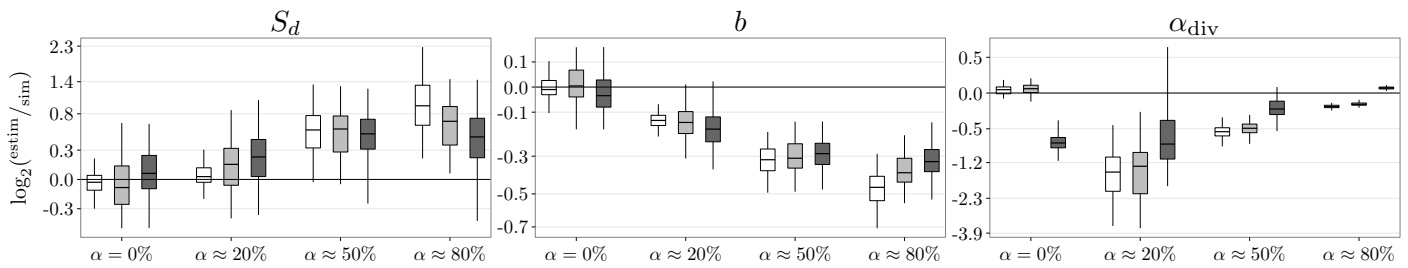 S_d
b
α_div
log₂(estim/sim)
2.3
1.4
0.8
0.3
0.0
-0.3
0.1
0.0
-0.1
-0.3
-0.5
-0.7
0.5
0.0
-0.5
-1.2
-2.3
-3.9
α = 0% α ≈ 20% α ≈ 50% α ≈ 80%
α = 0% α ≈ 20% α ≈ 50% α ≈ 80%
α = 0% α ≈ 20% α ≈ 50% α ≈ 80%